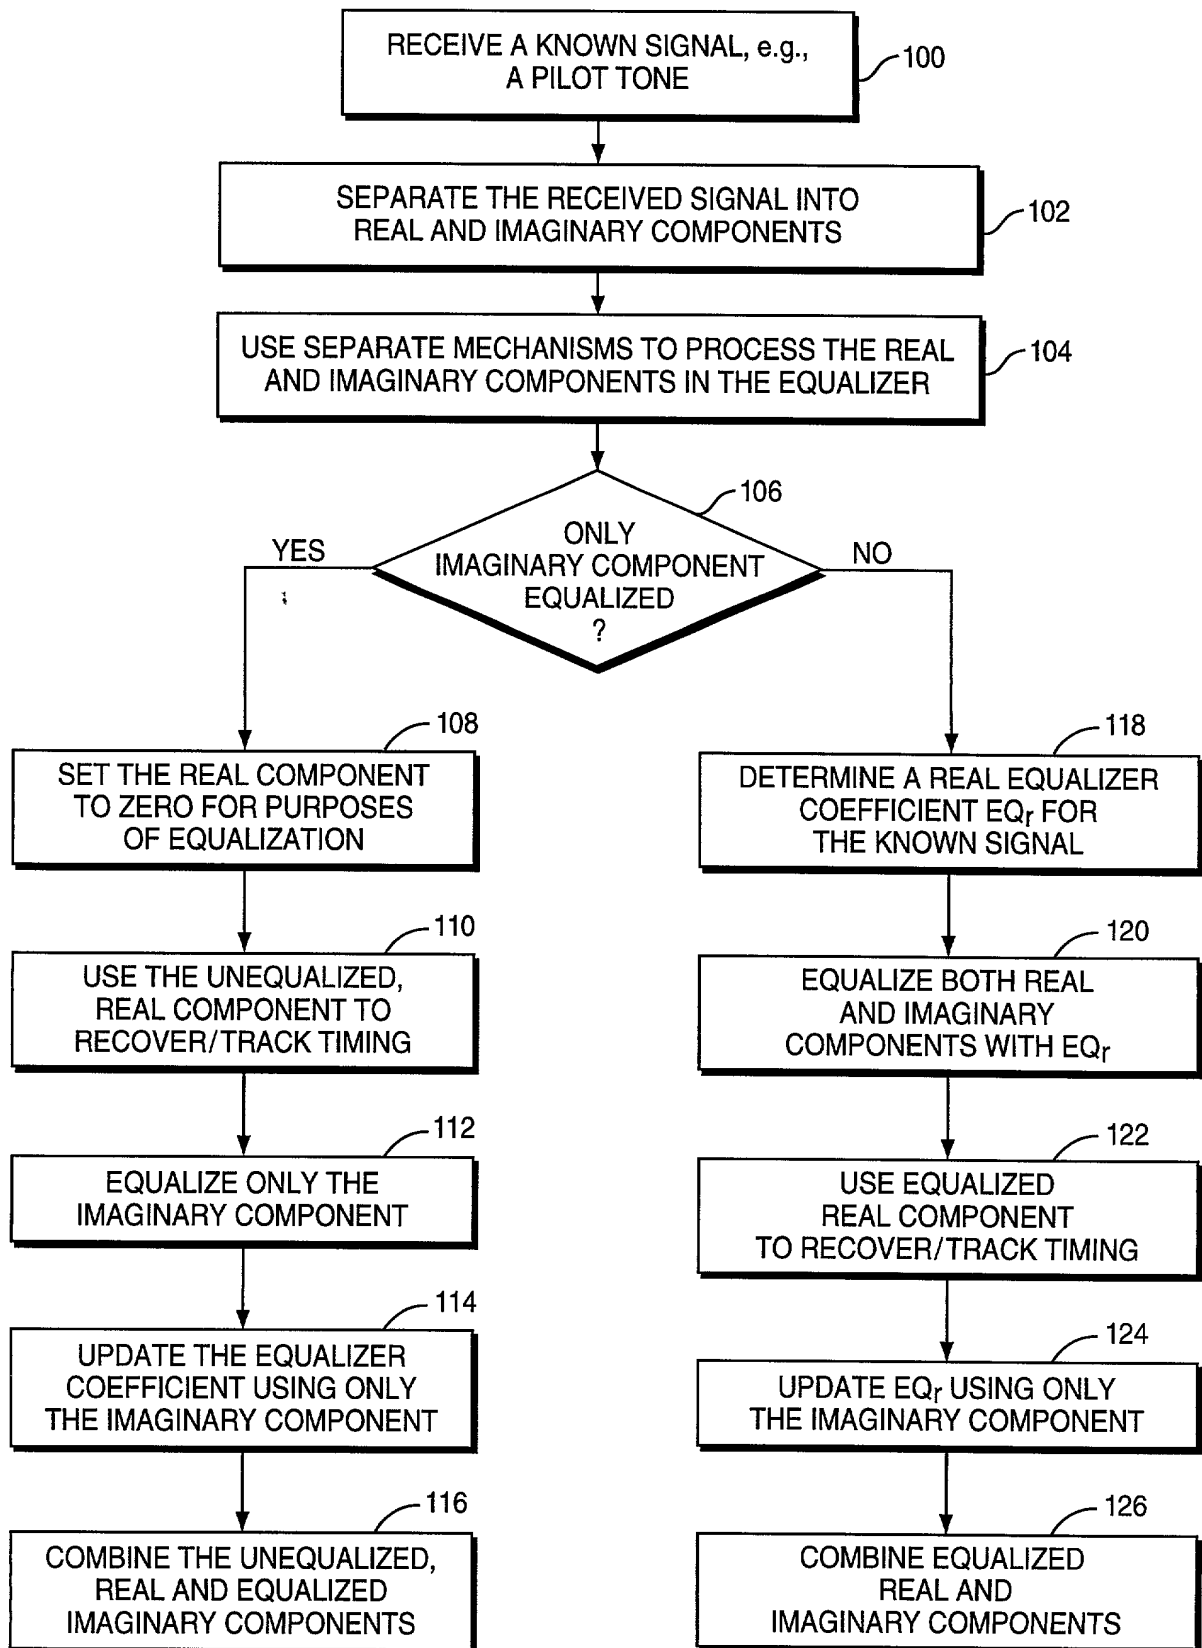 RECEIVE A KNOWN SIGNAL, e.g.,
A PILOT TONE
100
SEPARATE THE RECEIVED SIGNAL INTO
REAL AND IMAGINARY COMPONENTS
102
USE SEPARATE MECHANISMS TO PROCESS THE REAL
AND IMAGINARY COMPONENTS IN THE EQUALIZER
104
106
ONLY
IMAGINARY COMPONENT
EQUALIZED
?
YES
NO
108
SET THE REAL COMPONENT
TO ZERO FOR PURPOSES
OF EQUALIZATION
110
USE THE UNEQUALIZED,
REAL COMPONENT TO
RECOVER/TRACK TIMING
112
EQUALIZE ONLY THE
IMAGINARY COMPONENT
114
UPDATE THE EQUALIZER
COEFFICIENT USING ONLY
THE IMAGINARY COMPONENT
116
COMBINE THE UNEQUALIZED,
REAL AND EQUALIZED
IMAGINARY COMPONENTS
118
DETERMINE A REAL EQUALIZER
COEFFICIENT EQr FOR
THE KNOWN SIGNAL
120
EQUALIZE BOTH REAL
AND IMAGINARY
COMPONENTS WITH EQr
122
USE EQUALIZED
REAL COMPONENT
TO RECOVER/TRACK TIMING
124
UPDATE EQr USING ONLY
THE IMAGINARY COMPONENT
126
COMBINE EQUALIZED
REAL AND
IMAGINARY COMPONENTS